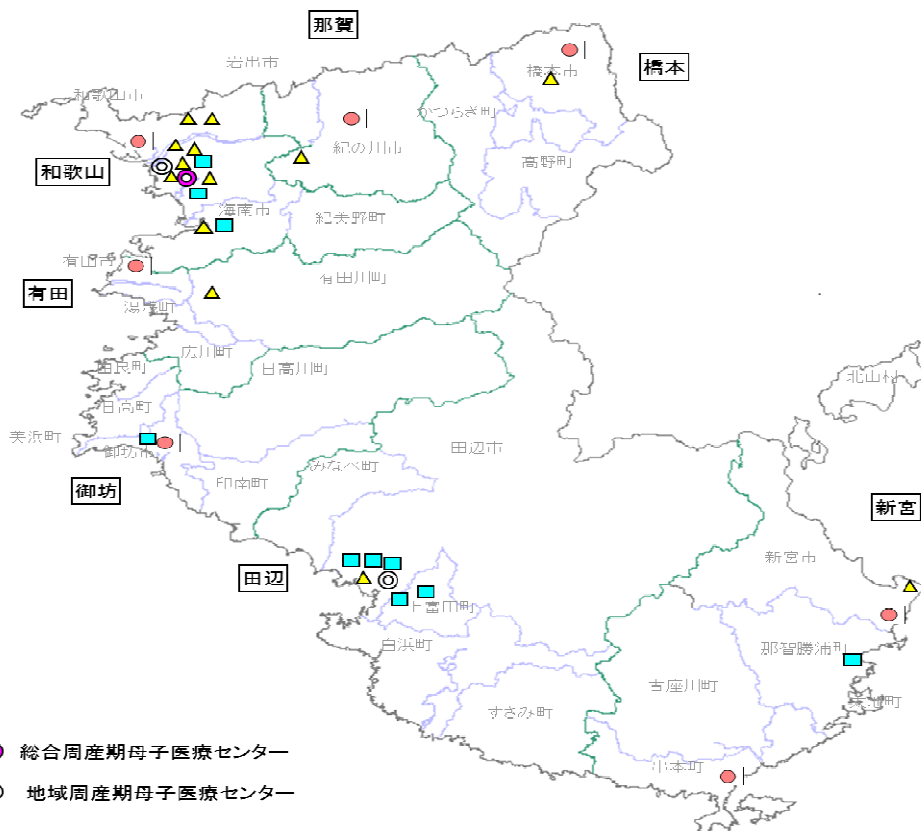 那賀
岩出市
橋本市
橋本
和歌山市
かつらぎ町
紀の川市
高野町
和歌山
海南市
紀美野町
有田川町
有田
湯浅町
広川町
由良町
日高川町
北山村
日高町
美浜町
御坊市
田辺市
みなべ町
印南町
御坊
新宮
新宮市
田辺
上富田町
白浜町
那智勝浦町
古座川町
太地町
すさみ町
総合周産期母子医療センター
串本町
地域周産期母子医療センター